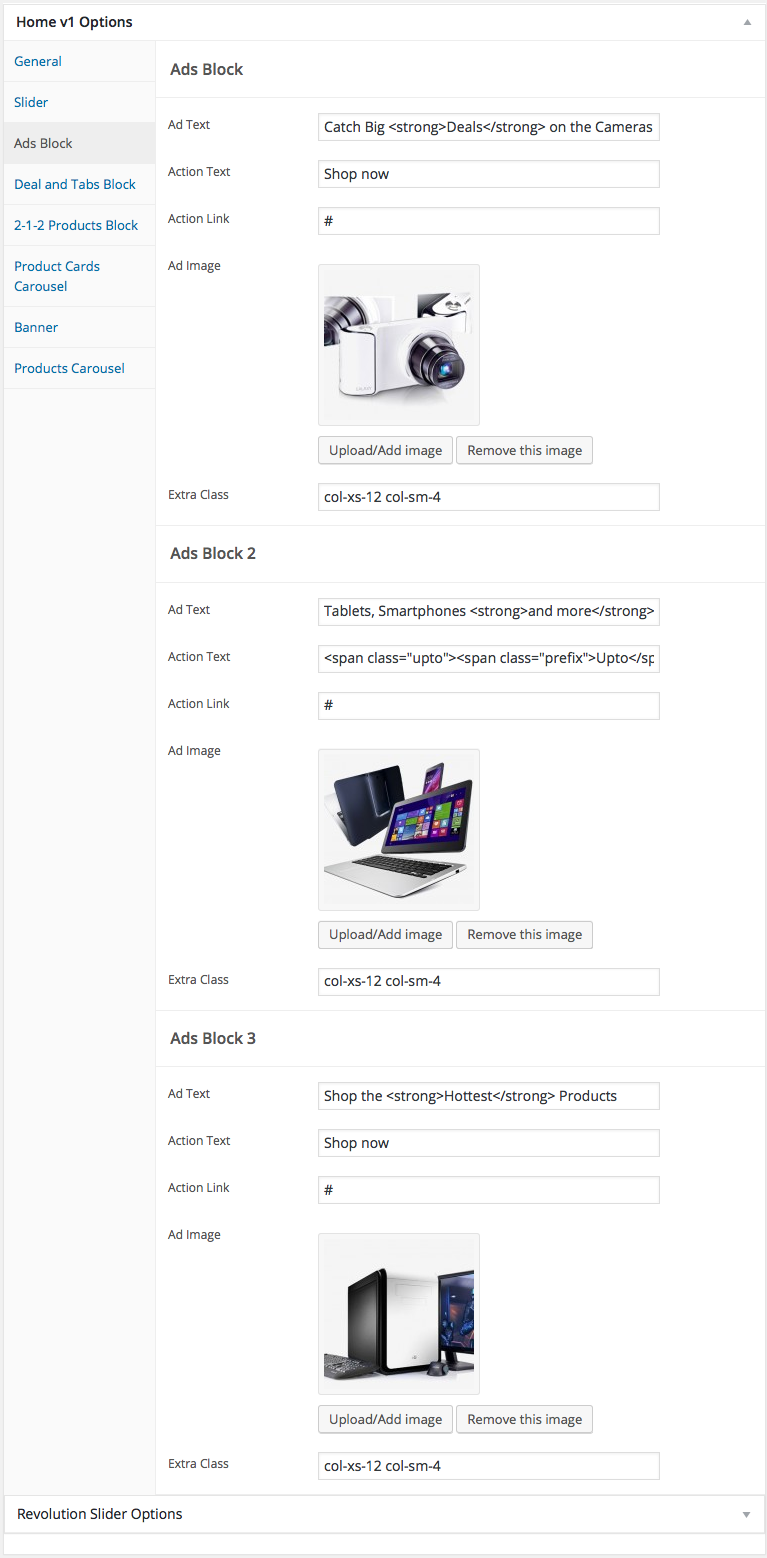 Home v1 Options
General
Slider
Ads Block
Deal and Tabs Block
2-1-2 Products Block
Product Cards
Carousel
Banner
Products Carousel
Ads Block
Ad Text
Catch Big <strong>Deals</strong> on the Cameras
Action Text
Shop now
Action Link
#
Ad Image
Upload/Add image
Remove this image
Extra Class
col-xs-12 col-sm-4
Ads Block 2
Ad Text
Tablets, Smartphones <strong>and more</strong>
Action Text
<span class="upto"><span class="prefix">Upto</sp
Action Link
#
Ad Image
Upload/Add image
Remove this image
Extra Class
col-xs-12 col-sm-4
Ads Block 3
Ad Text
Shop the <strong>Hottest</strong> Products
Action Text
Shop now
Action Link
#
Ad Image
Upload/Add image
Remove this image
Extra Class
col-xs-12 col-sm-4
Revolution Slider Options